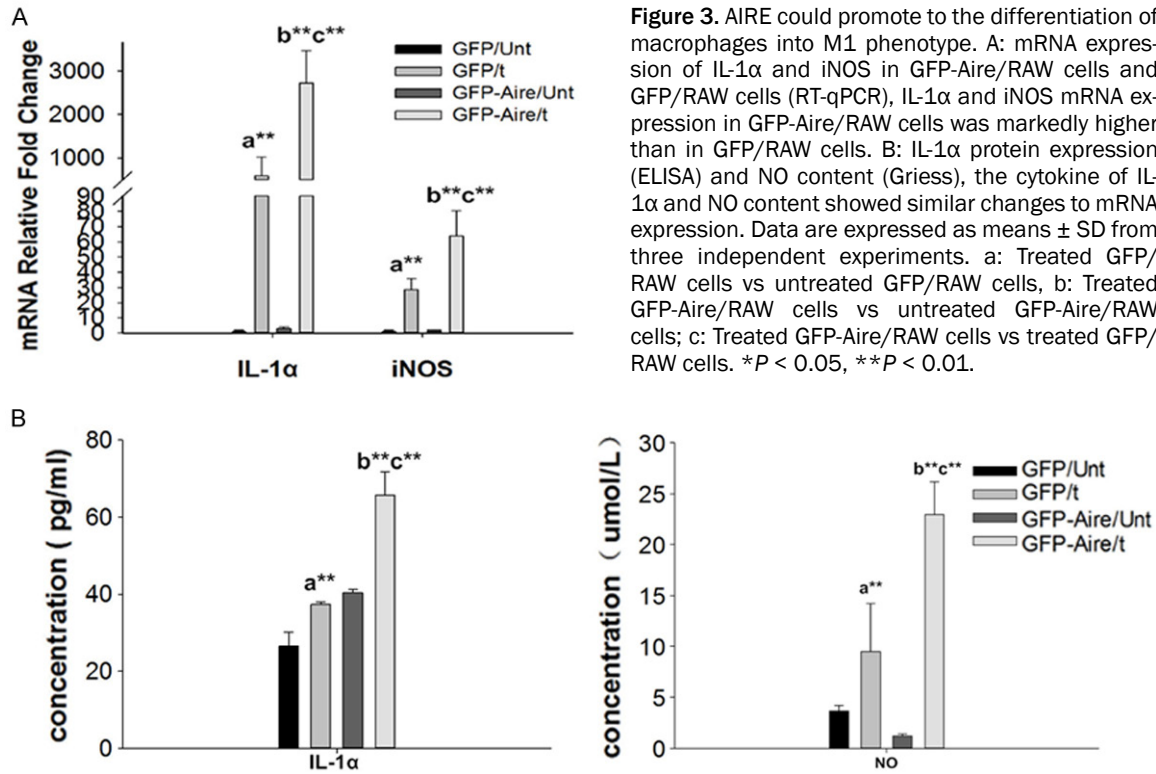 A
mRNA Relative Fold Change
3000
2000
1000
90
80
70
60
50
40
30
20
10
0
a**
b**c**
a**
b**c**
IL-1α
iNOS
GFP/Unt
GFP/t
GFP-Aire/Unt
GFP-Aire/t
Figure 3. AIRE could promote to the differentiation of
macrophages into M1 phenotype. A: mRNA expres-
sion of IL-1α and iNOS in GFP-Aire/RAW cells and
GFP/RAW cells (RT-qPCR), IL-1α and iNOS mRNA ex-
pression in GFP-Aire/RAW cells was markedly higher
than in GFP/RAW cells. B: IL-1α protein expression
(ELISA) and NO content (Griess), the cytokine of IL-
1α and NO content showed similar changes to mRNA
expression. Data are expressed as means ± SD from
three independent experiments. a: Treated GFP/
RAW cells vs untreated GFP/RAW cells, b: Treated
GFP-Aire/RAW cells vs untreated GFP-Aire/RAW
cells; c: Treated GFP-Aire/RAW cells vs treated GFP/
RAW cells. *P < 0.05, **P < 0.01.
B
concentration ( pg/ml)
80
60
40
20
0
a**
b**c**
IL-1α
concentration ( umol/L )
30
25
20
15
10
5
0
a**
b**c**
NO
GFP/Unt
GFP/t
GFP-Aire/Unt
GFP-Aire/t